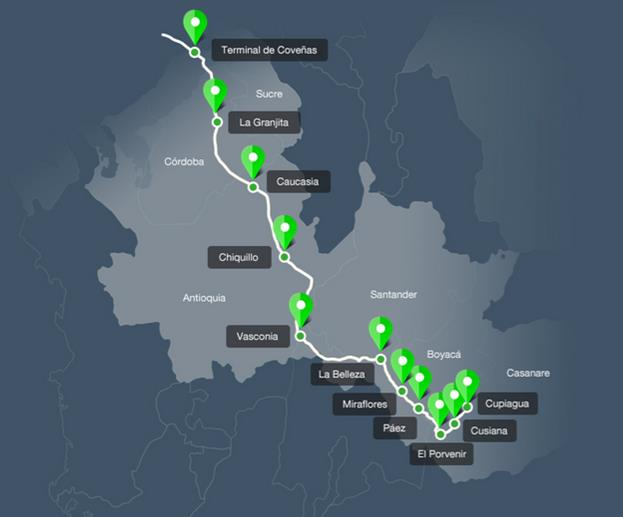 Terminal de Coveñas
Sucre
La Granjita
Córdoba
Caucasia
Chiquillo
Antioquia
Santander
Vasconia
Boyacá
La Belleza
Casanare
Miraflores
Cupiagua
Páez
Cusiana
El Porvenir